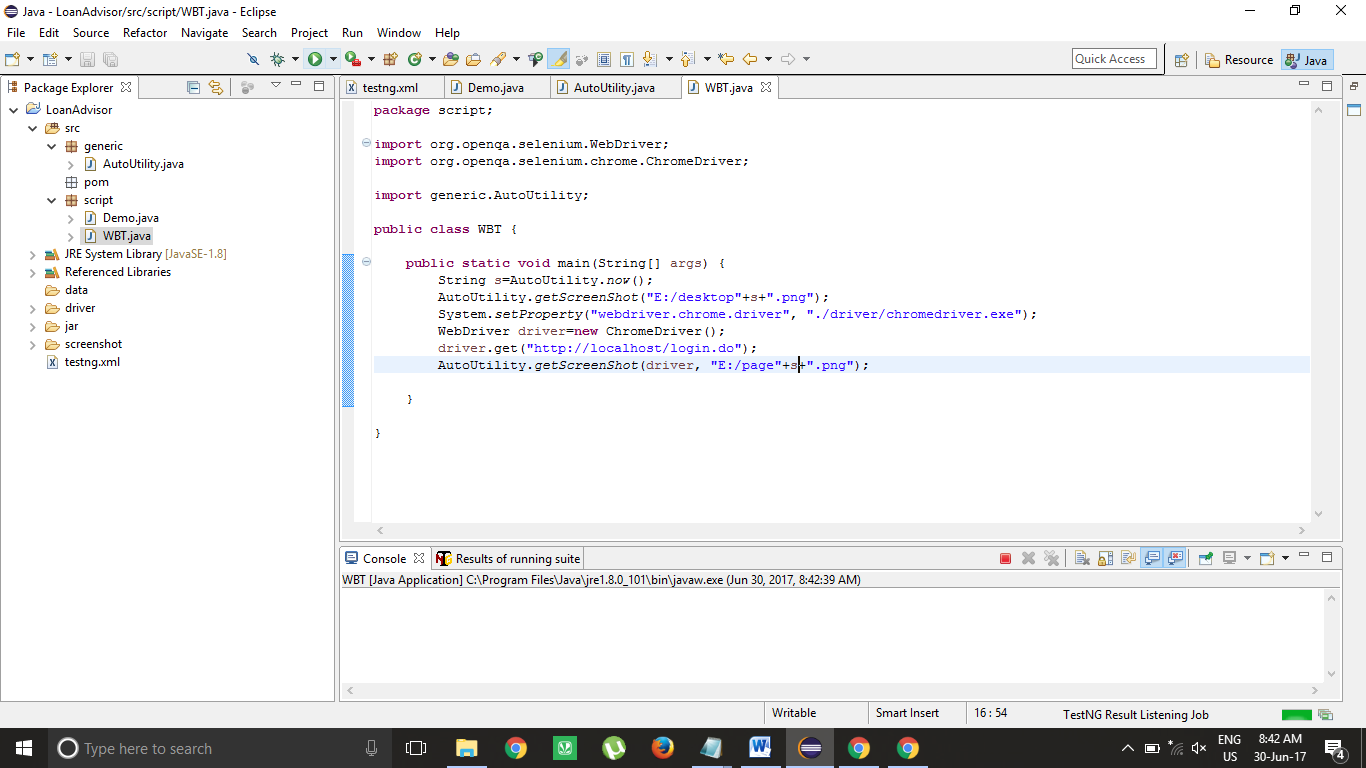 Java - LoanAdvisor/src/script/WBT.java - Eclipse
File Edit Source Refactor Navigate Search Project Run Window Help
Quick Access
Resource
Java
Package Explorer
LoanAdvisor
src
generic
AutoUtility.java
pom
script
Demo.java
WBT.java
JRE System Library [JavaSE-1.8]
Referenced Libraries
data
driver
jar
screenshot
testng.xml
testng.xml
Demo.java
AutoUtility.java
WBT.java
package script;
import org.openqa.selenium.WebDriver;
import org.openqa.selenium.chrome.ChromeDriver;
import generic.AutoUtility;
public class WBT {
public static void main(String[] args) {
String s=AutoUtility.now();
AutoUtility.getScreenShot("E:/desktop"+s+".png");
System.setProperty("webdriver.chrome.driver", "./driver/chromedriver.exe");
WebDriver driver=new ChromeDriver();
driver.get("http://localhost/login.do");
AutoUtility.getScreenShot(driver, "E:/page"+s+".png");
}
}
Console
Results of running suite
WBT [Java Application] C:\Program Files\Java\jre1.8.0_101\bin\javaw.exe (Jun 30, 2017, 8:42:39 AM)
Writable
Smart Insert
16 : 54
TestNG Result Listening Job
Type here to search
W
ENG
US
8:42 AM
30-Jun-17
4